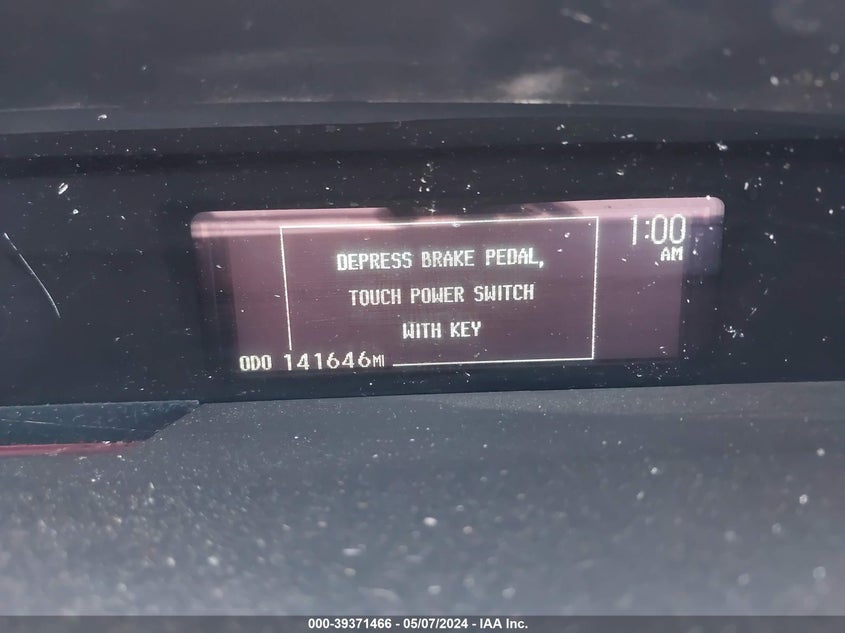 1:00
AM
DEPRESS BRAKE PEDAL,
TOUCH POWER SWITCH
WITH KEY
ODO 141646MI
000-39371466 - 05/07/2024 - IAA Inc.